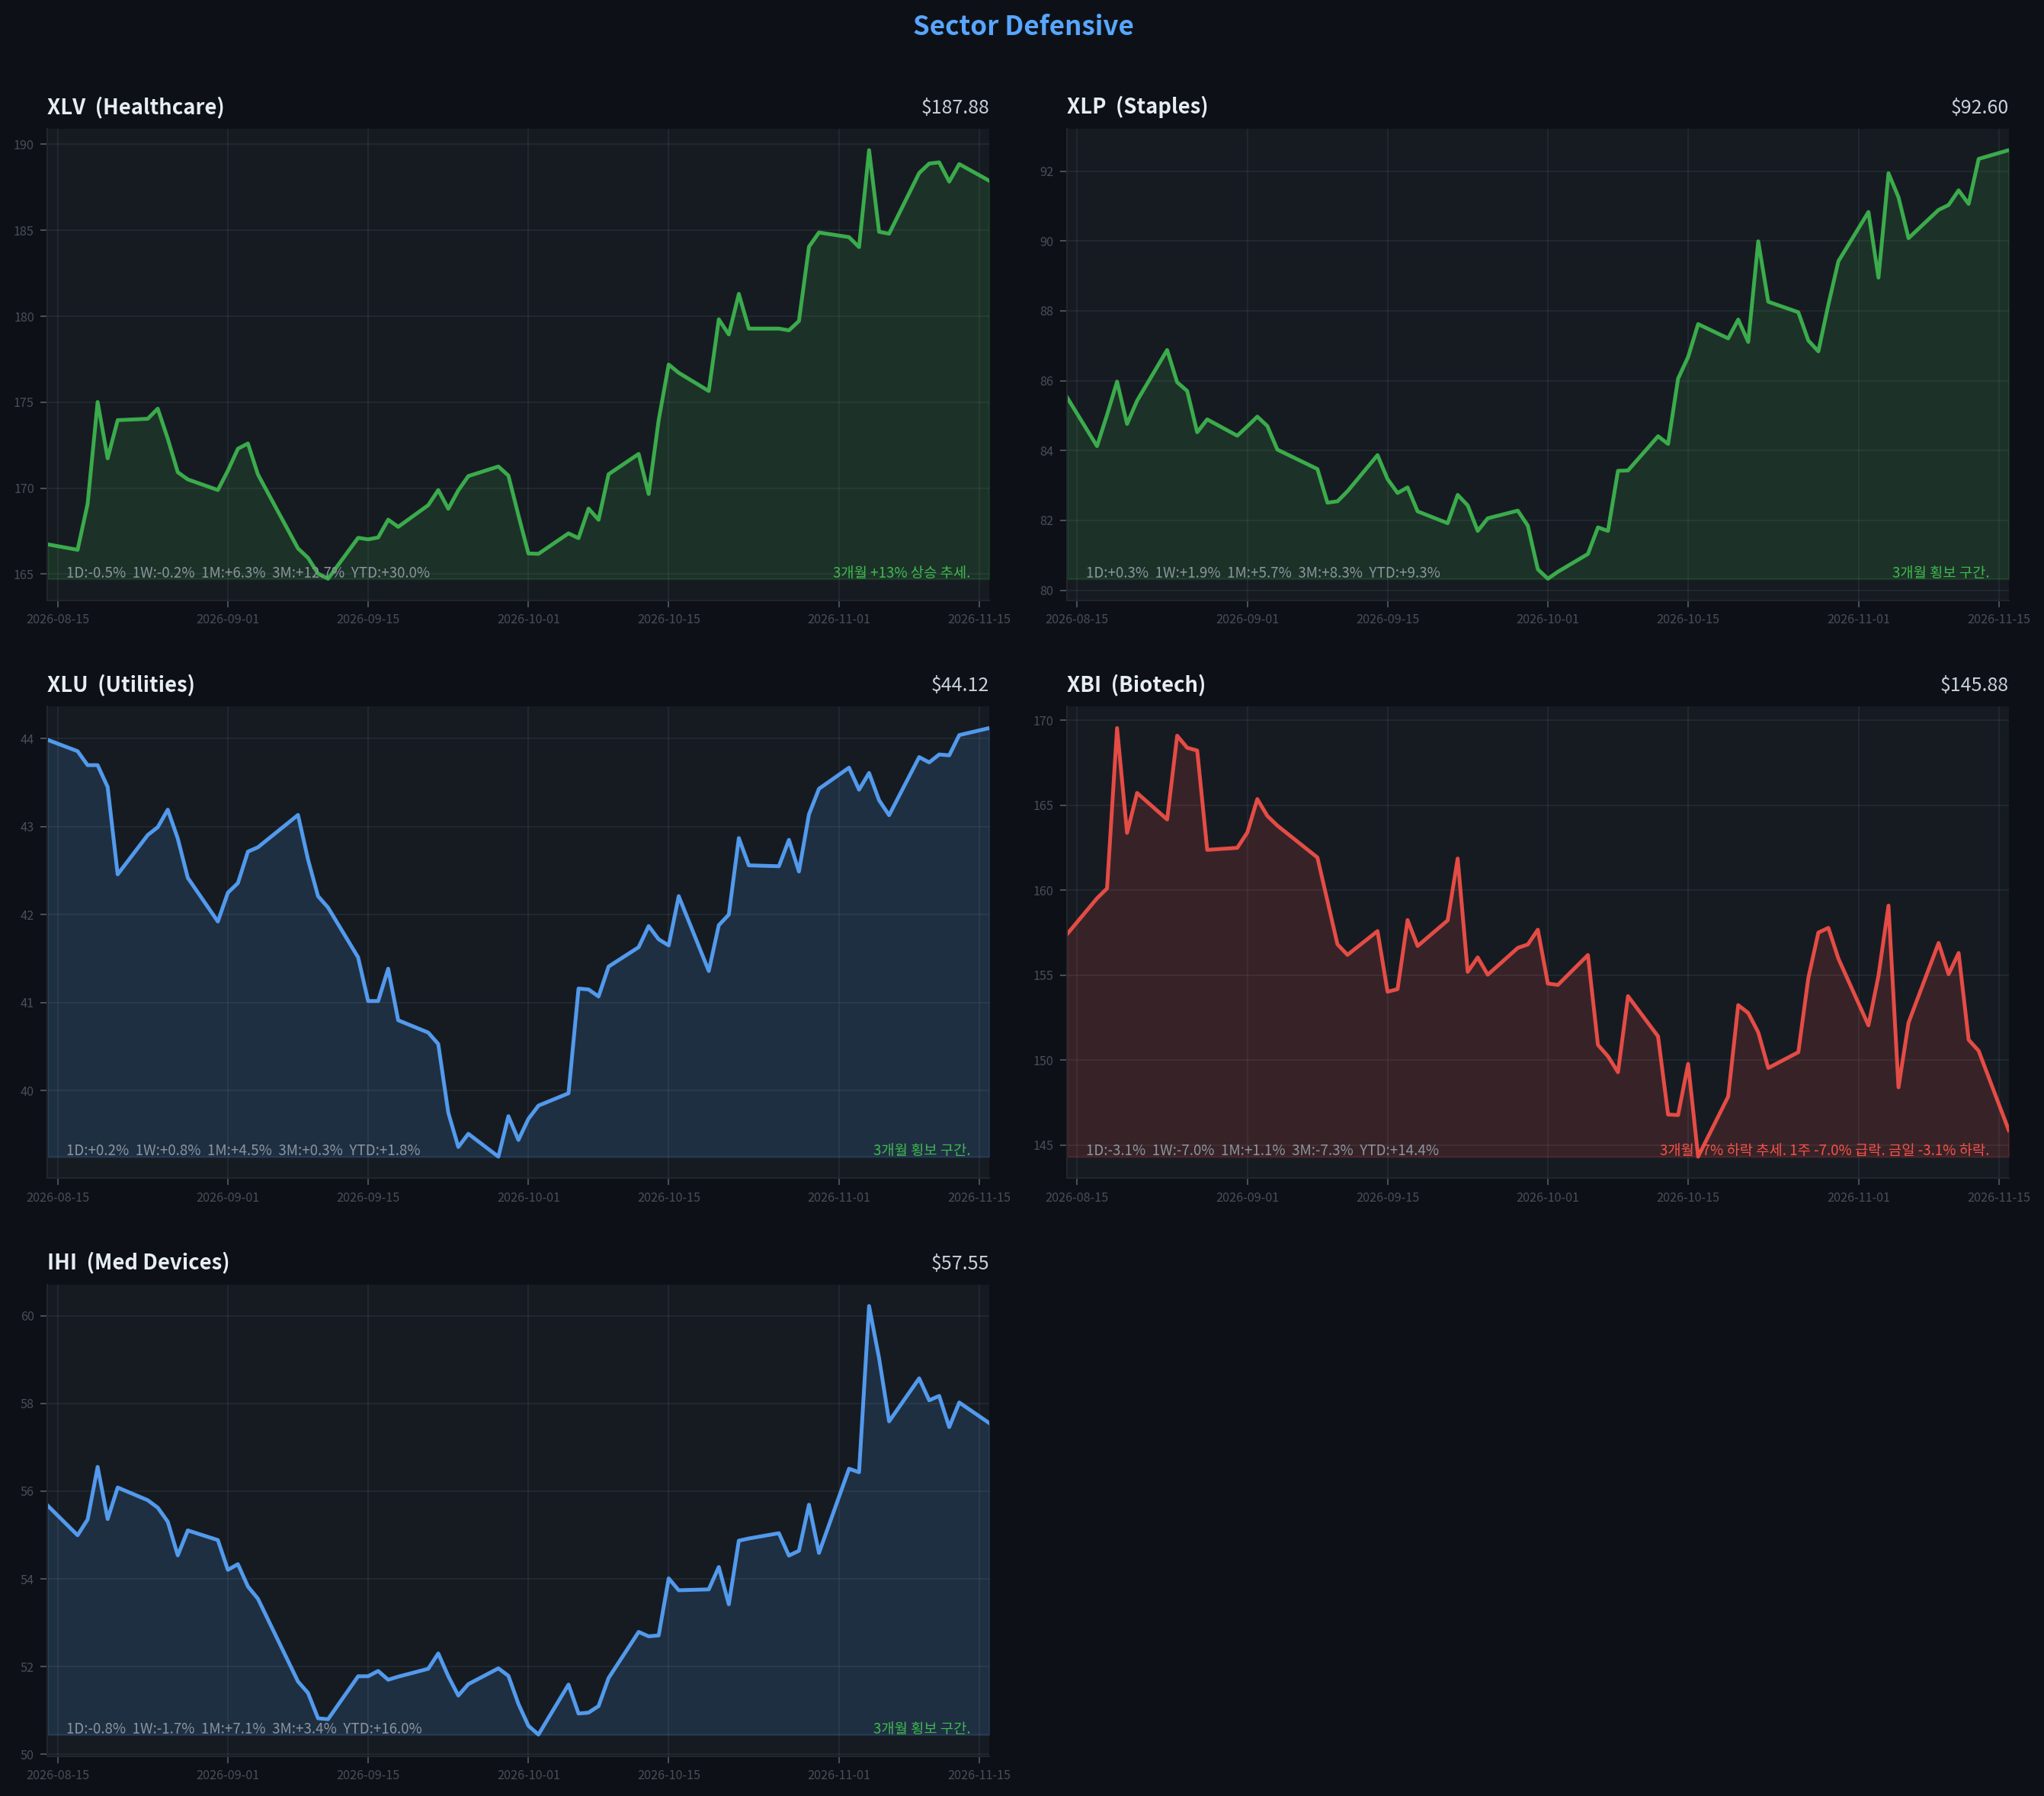 Sector Defensive
XLV (Healthcare) $187.88
190
185
180
175
170
165
1D:-0.5% 1W:-0.2% 1M:+6.3% 3M:+12.7% YTD:+30.0% 3개월 +13% 상승 추세.
2026-08-15 2026-09-01 2026-09-15 2026-10-01 2026-10-15 2026-11-01 2026-11-15
XLP (Staples) $92.60
92
90
88
86
84
82
80
1D:+0.3% 1W:+1.9% 1M:+5.7% 3M:+8.3% YTD:+9.3% 3개월 횡보 구간.
2026-08-15 2026-09-01 2026-09-15 2026-10-01 2026-10-15 2026-11-01 2026-11-15
XLU (Utilities) $44.12
44
43
42
41
40
1D:+0.2% 1W:+0.8% 1M:+4.5% 3M:+0.3% YTD:+1.8% 3개월 횡보 구간.
2026-08-15 2026-09-01 2026-09-15 2026-10-01 2026-10-15 2026-11-01 2026-11-15
XBI (Biotech) $145.88
170
165
160
155
150
145
1D:-3.1% 1W:-7.0% 1M:+1.1% 3M:-7.3% YTD:+14.4% 3개월 -7% 하락 추세. 1주 -7.0% 급락. 금일 -3.1% 하락.
2026-08-15 2026-09-01 2026-09-15 2026-10-01 2026-10-15 2026-11-01 2026-11-15
IHI (Med Devices) $57.55
60
58
56
54
52
50
1D:-0.8% 1W:-1.7% 1M:+7.1% 3M:+3.4% YTD:+16.0% 3개월 횡보 구간.
2026-08-15 2026-09-01 2026-09-15 2026-10-01 2026-10-15 2026-11-01 2026-11-15